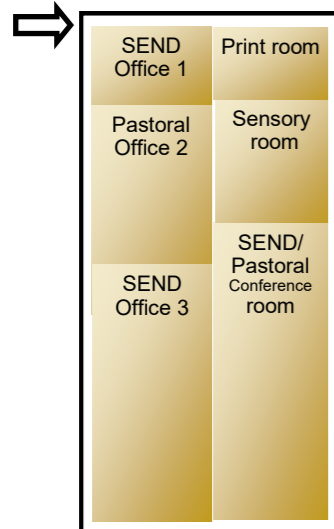 SEND
Office 1
Print room
Pastoral
Office 2
Sensory
room
SEND
Office 3
SEND/
Pastoral
Conference
room